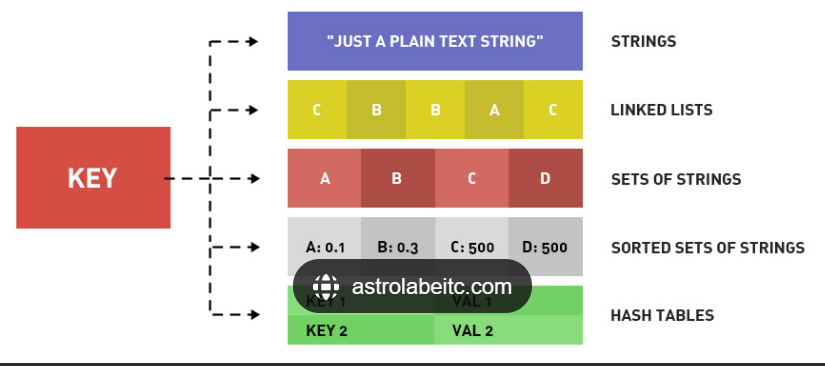 "JUST A PLAIN TEXT STRING" STRINGS
C B B A C LINKED LISTS
KEY
A B C D SETS OF STRINGS
A: 0.1 B: 0.3 C: 500 D: 500 SORTED SETS OF STRINGS
astrolabeitc.com
KEY 1 VAL 1
HASH TABLES
KEY 2 VAL 2